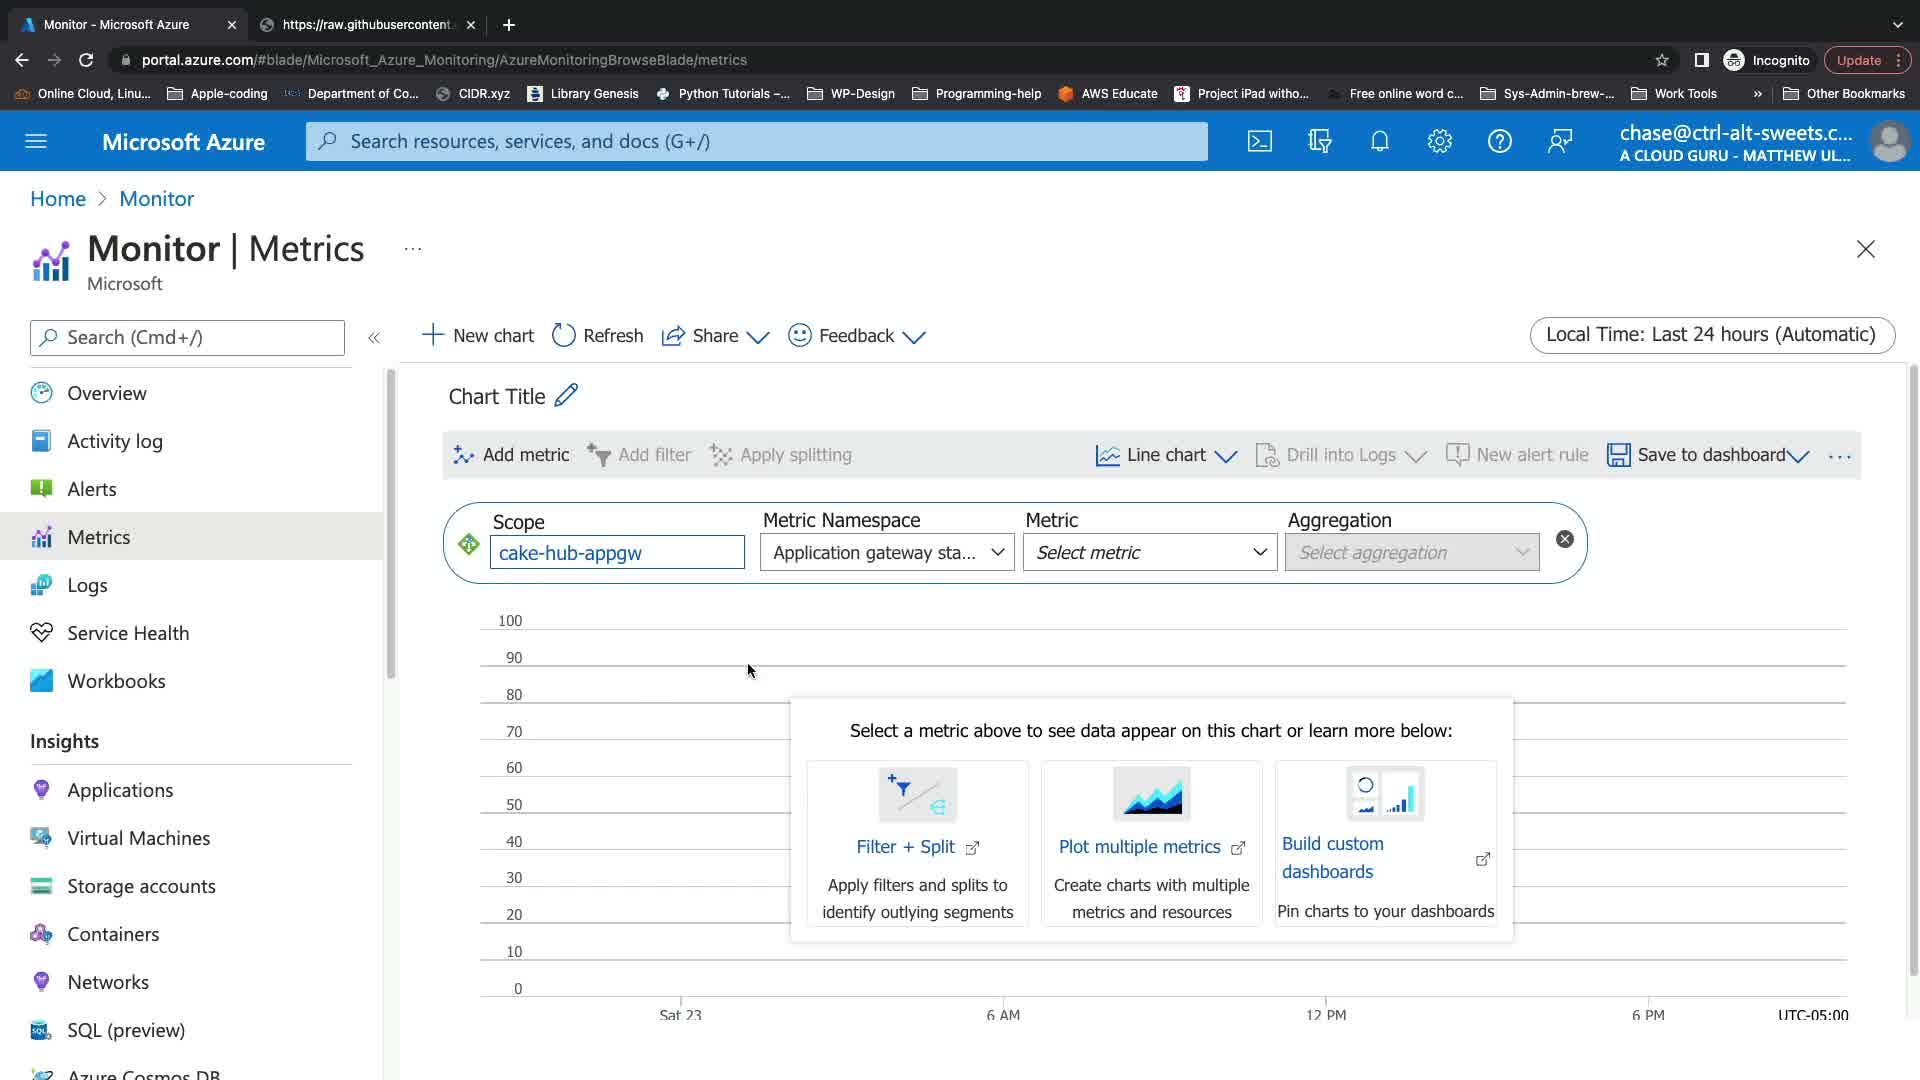 Monitor - Microsoft Azure
https://raw.githubusercontent.
portal.azure.com/#blade/Microsoft_Azure_Monitoring/AzureMonitoringBrowseBlade/metrics
Incognito
Update
Online Cloud, Linu...
Apple-coding
Department of Co...
CIDR.xyz
Library Genesis
Python Tutorials –...
WP-Design
Programming-help
AWS Educate
Project iPad witho...
Free online word c...
Sys-Admin-brew-...
Work Tools
»
Other Bookmarks
Microsoft Azure
Search resources, services, and docs (G+/)
chase@ctrl-alt-sweets.c...
A CLOUD GURU - MATTHEW UL...
Home > Monitor
Monitor | Metrics ...
Microsoft
Search (Cmd+/)
«
New chart
Refresh
Share
Feedback
Local Time: Last 24 hours (Automatic)
Overview
Activity log
Alerts
Metrics
Logs
Service Health
Workbooks
Insights
Applications
Virtual Machines
Storage accounts
Containers
Networks
SQL (preview)
Azure Cosmos DB
Chart Title
Add metric
Add filter
Apply splitting
Line chart
Drill into Logs
New alert rule
Save to dashboard
...
Scope
cake-hub-appgw
Metric Namespace
Application gateway sta...
Metric
Select metric
Aggregation
Select aggregation
100
90
80
70
60
50
40
30
20
10
0
Select a metric above to see data appear on this chart or learn more below:
Filter + Split
Apply filters and splits to
identify outlying segments
Plot multiple metrics
Create charts with multiple
metrics and resources
Build custom
dashboards
Pin charts to your dashboards
Sat 23
6 AM
12 PM
6 PM
UTC-05:00